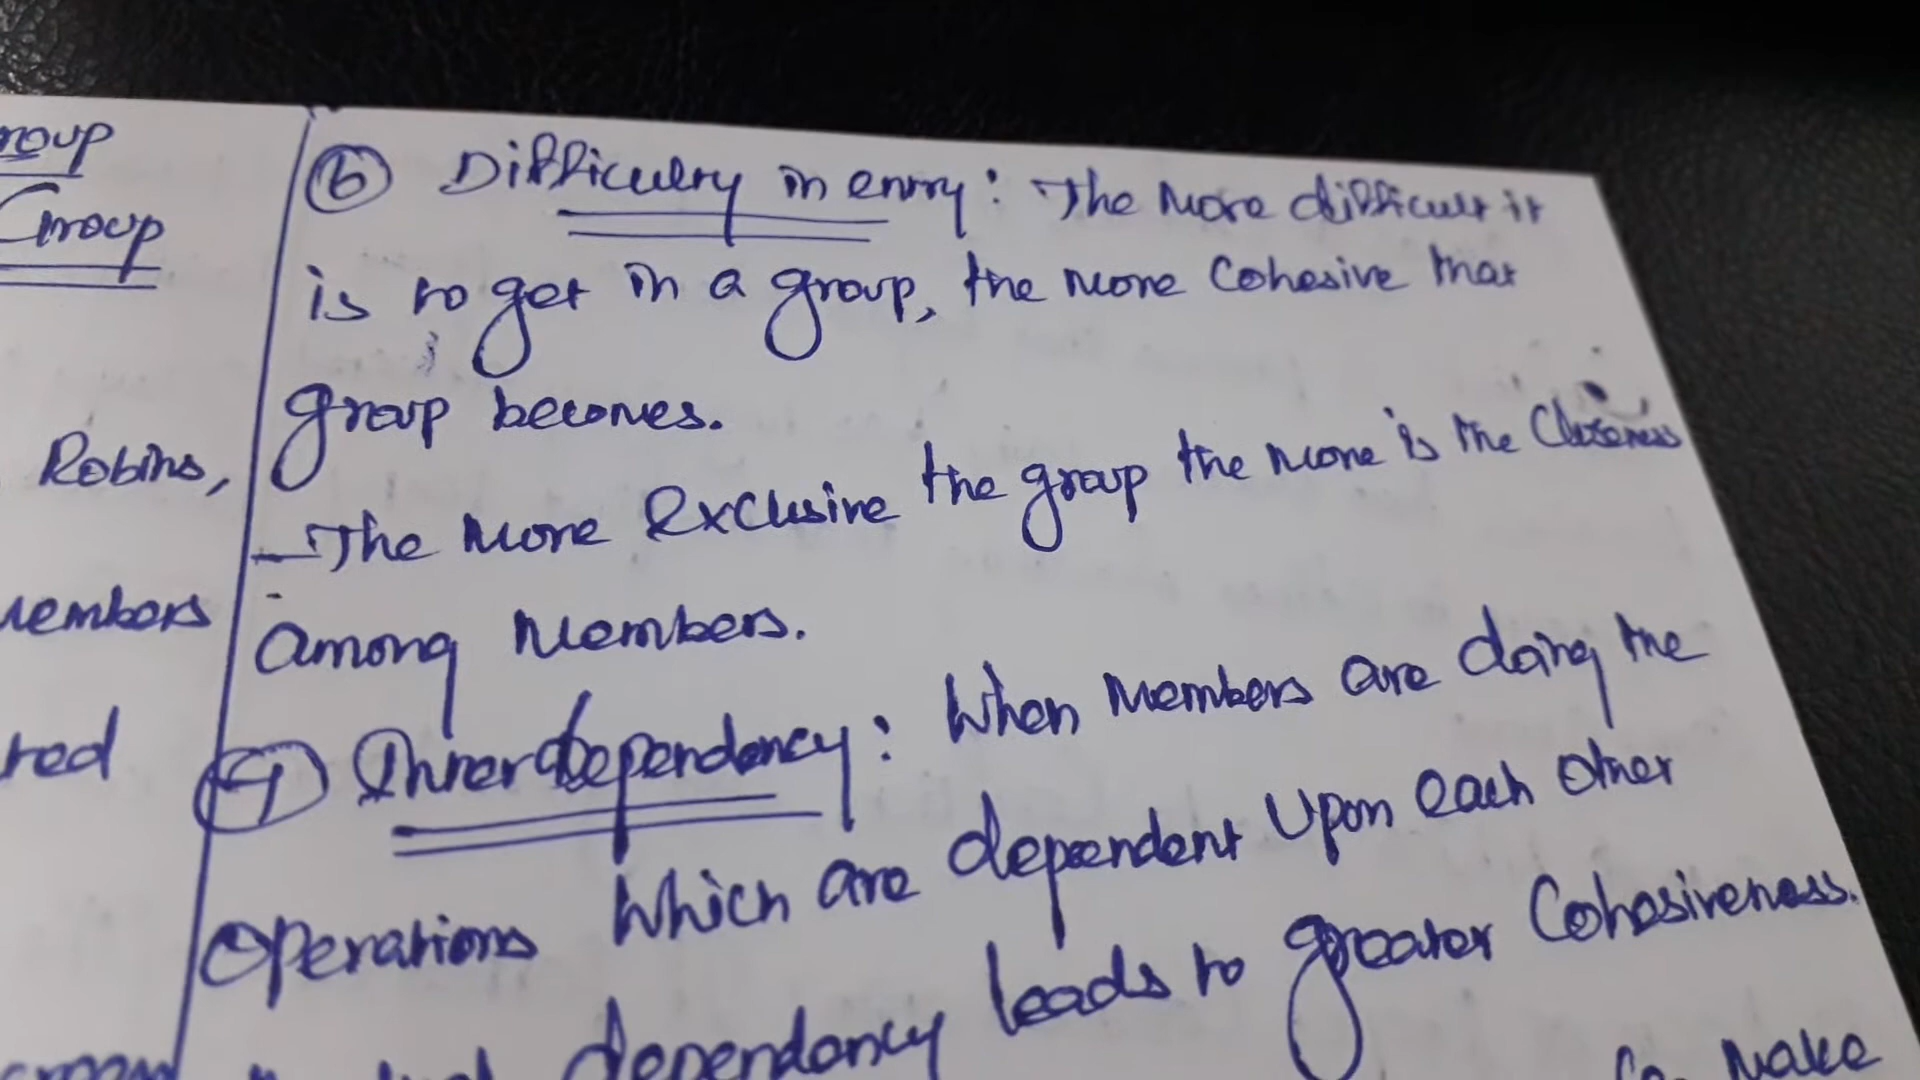 roup
Group
Robins,
members
red
⑥ Difficulty in entry: The more difficult it
is to get in a group, the more Cohesive that
group becomes.
- The more Exclusive the group the more is the Closeness
among members.
Interdependency: When members are doing the
Operations which are dependent upon each other
dependency leads to greater Cohesiveness.
make